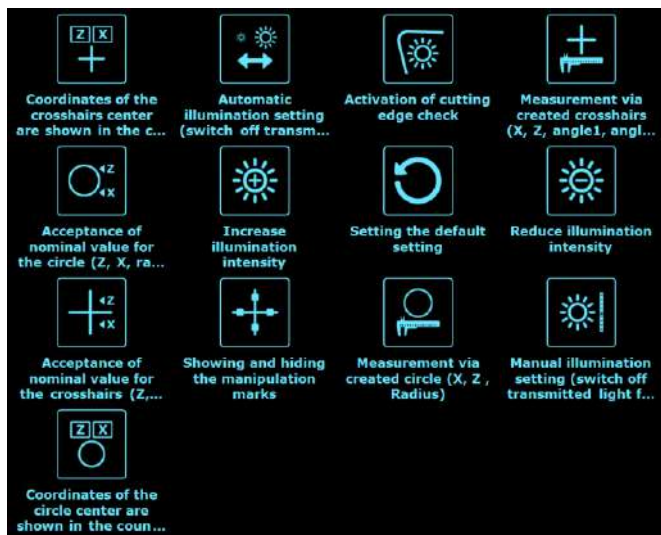 Z X
Coordinates of the
crosshairs center
are shown in the c...
Automatic
illumination setting
(switch off transm...
Activation of cutting
edge check
Measurement via
created crosshairs
(X, Z, angle1, angl...
Z
X
Acceptance of
nominal value for
the circle (Z, X, ra...
Increase
illumination
intensity
Setting the default
setting
Reduce illumination
intensity
Z
X
Acceptance of
nominal value for
the crosshairs (Z,...
Showing and hiding
the manipulation
marks
Measurement via
created circle (X, Z ,
Radius)
Manual illumination
setting (switch off
transmitted light f...
Z X
Coordinates of the
circle center are
shown in the coun...